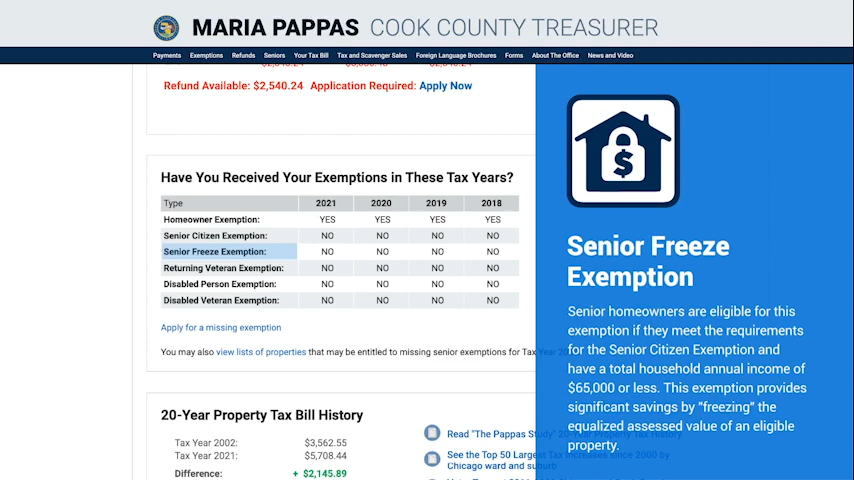 MARIA PAPPAS COOK COUNTY TREASURER
Payments Exemptions Refunds Seniors Your Tax Bill Tax and Scavenger Sales Foreign Language Brochures Forms About The Office News and Video
Refund Available: $2,540.24 Application Required: Apply Now
Have You Received Your Exemptions in These Tax Years?
Type 2021 2020 2019 2018
Homeowner Exemption: YES YES YES YES
Senior Citizen Exemption: NO NO NO NO
Senior Freeze Exemption: NO NO NO NO
Returning Veteran Exemption: NO NO NO NO
Disabled Person Exemption: NO NO NO NO
Disabled Veteran Exemption: NO NO NO NO
Apply for a missing exemption
You may also view lists of properties that may be entitled to missing senior exemptions for Tax Year
20-Year Property Tax Bill History
Tax Year 2002: $3,562.55
Tax Year 2021: $5,708.44
Difference: + $2,145.89
Read "The Pappas Study" 20-Year Property Tax History
See the Top 50 Largest Tax Increases since 2000 by
Chicago ward and suburb
$
Senior Freeze
Exemption
Senior homeowners are eligible for this
exemption if they meet the requirements
for the Senior Citizen Exemption and
have a total household annual income of
$65,000 or less. This exemption provides
significant savings by "freezing" the
equalized assessed value of an eligible
property.